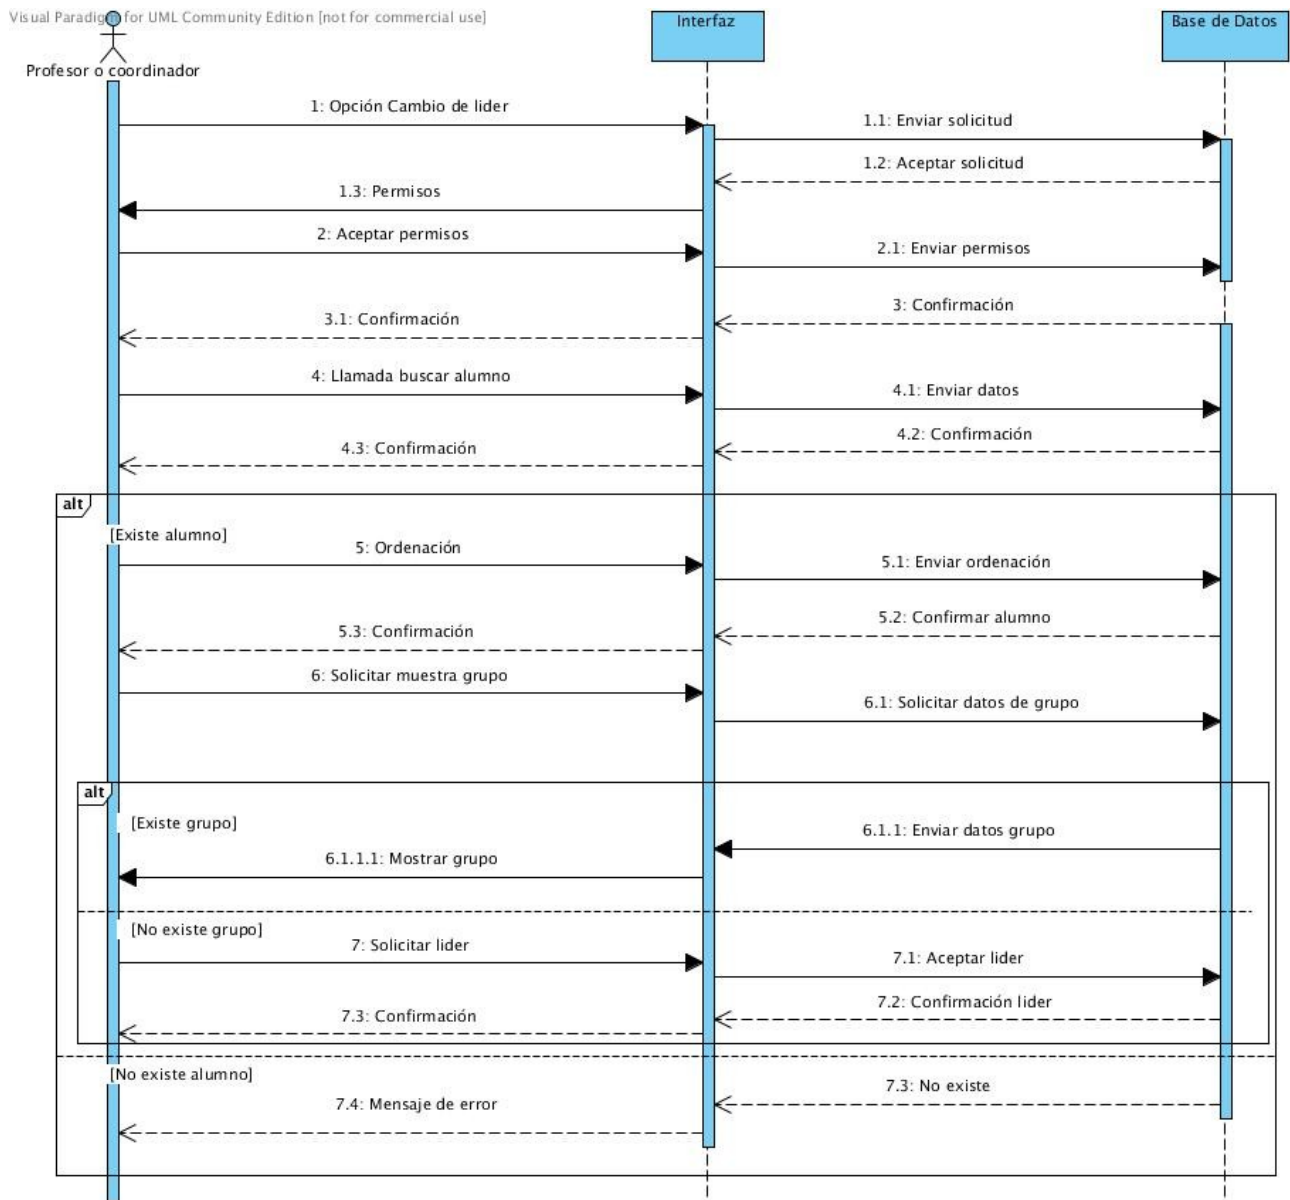 Visual Paradigm for UML Community Edition [not for commercial use]
Interfaz
Base de Datos
Profesor o coordinador
1: Opción Cambio de lider
1.1: Enviar solicitud
1.2: Aceptar solicitud
1.3: Permisos
2: Aceptar permisos
2.1: Enviar permisos
3: Confirmación
3.1: Confirmación
4: Llamada buscar alumno
4.1: Enviar datos
4.2: Confirmación
4.3: Confirmación
alt
[Existe alumno]
5: Ordenación
5.1: Enviar ordenación
5.2: Confirmar alumno
5.3: Confirmación
6: Solicitar muestra grupo
6.1: Solicitar datos de grupo
alt
[Existe grupo]
6.1.1: Enviar datos grupo
6.1.1.1: Mostrar grupo
[No existe grupo]
7: Solicitar lider
7.1: Aceptar lider
7.2: Confirmación lider
7.3: Confirmación
[No existe alumno]
7.3: No existe
7.4: Mensaje de error